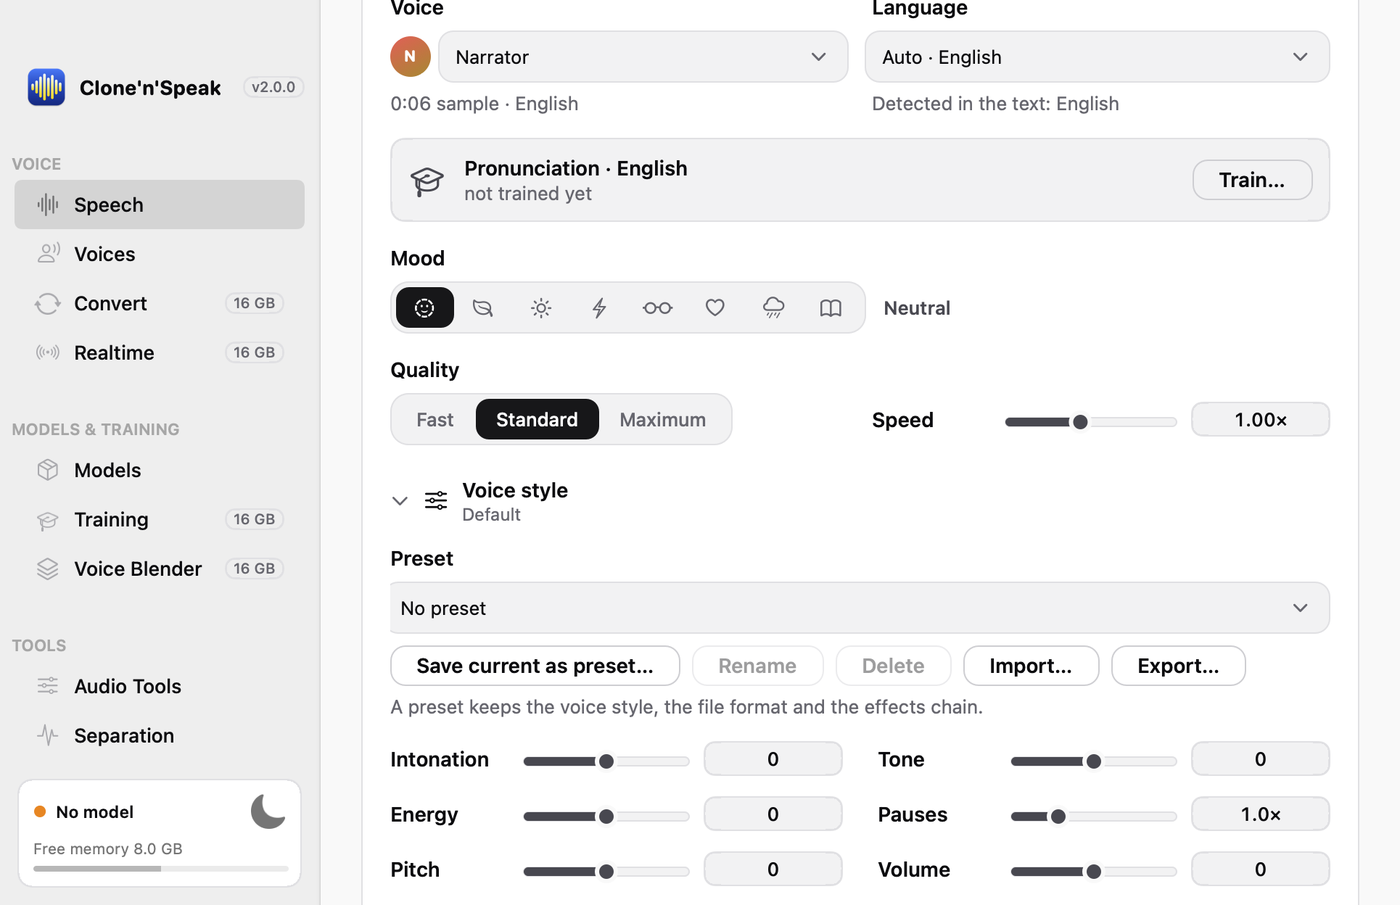 Clone'n'Speak v2.0.0
VOICE
Speech
Voices
Convert 16 GB
Realtime 16 GB
MODELS & TRAINING
Models
Training 16 GB
Voice Blender 16 GB
TOOLS
Audio Tools
Separation
No model
Free memory 8.0 GB
Voice
N Narrator
0:06 sample · English
Language
Auto · English
Detected in the text: English
Pronunciation · English
not trained yet
Train...
Mood
Neutral
Quality
Fast Standard Maximum
Speed 1.00×
Voice style
Default
Preset
No preset
Save current as preset... Rename Delete Import... Export...
A preset keeps the voice style, the file format and the effects chain.
Intonation 0 Tone 0
Energy 0 Pauses 1.0×
Pitch 0 Volume 0